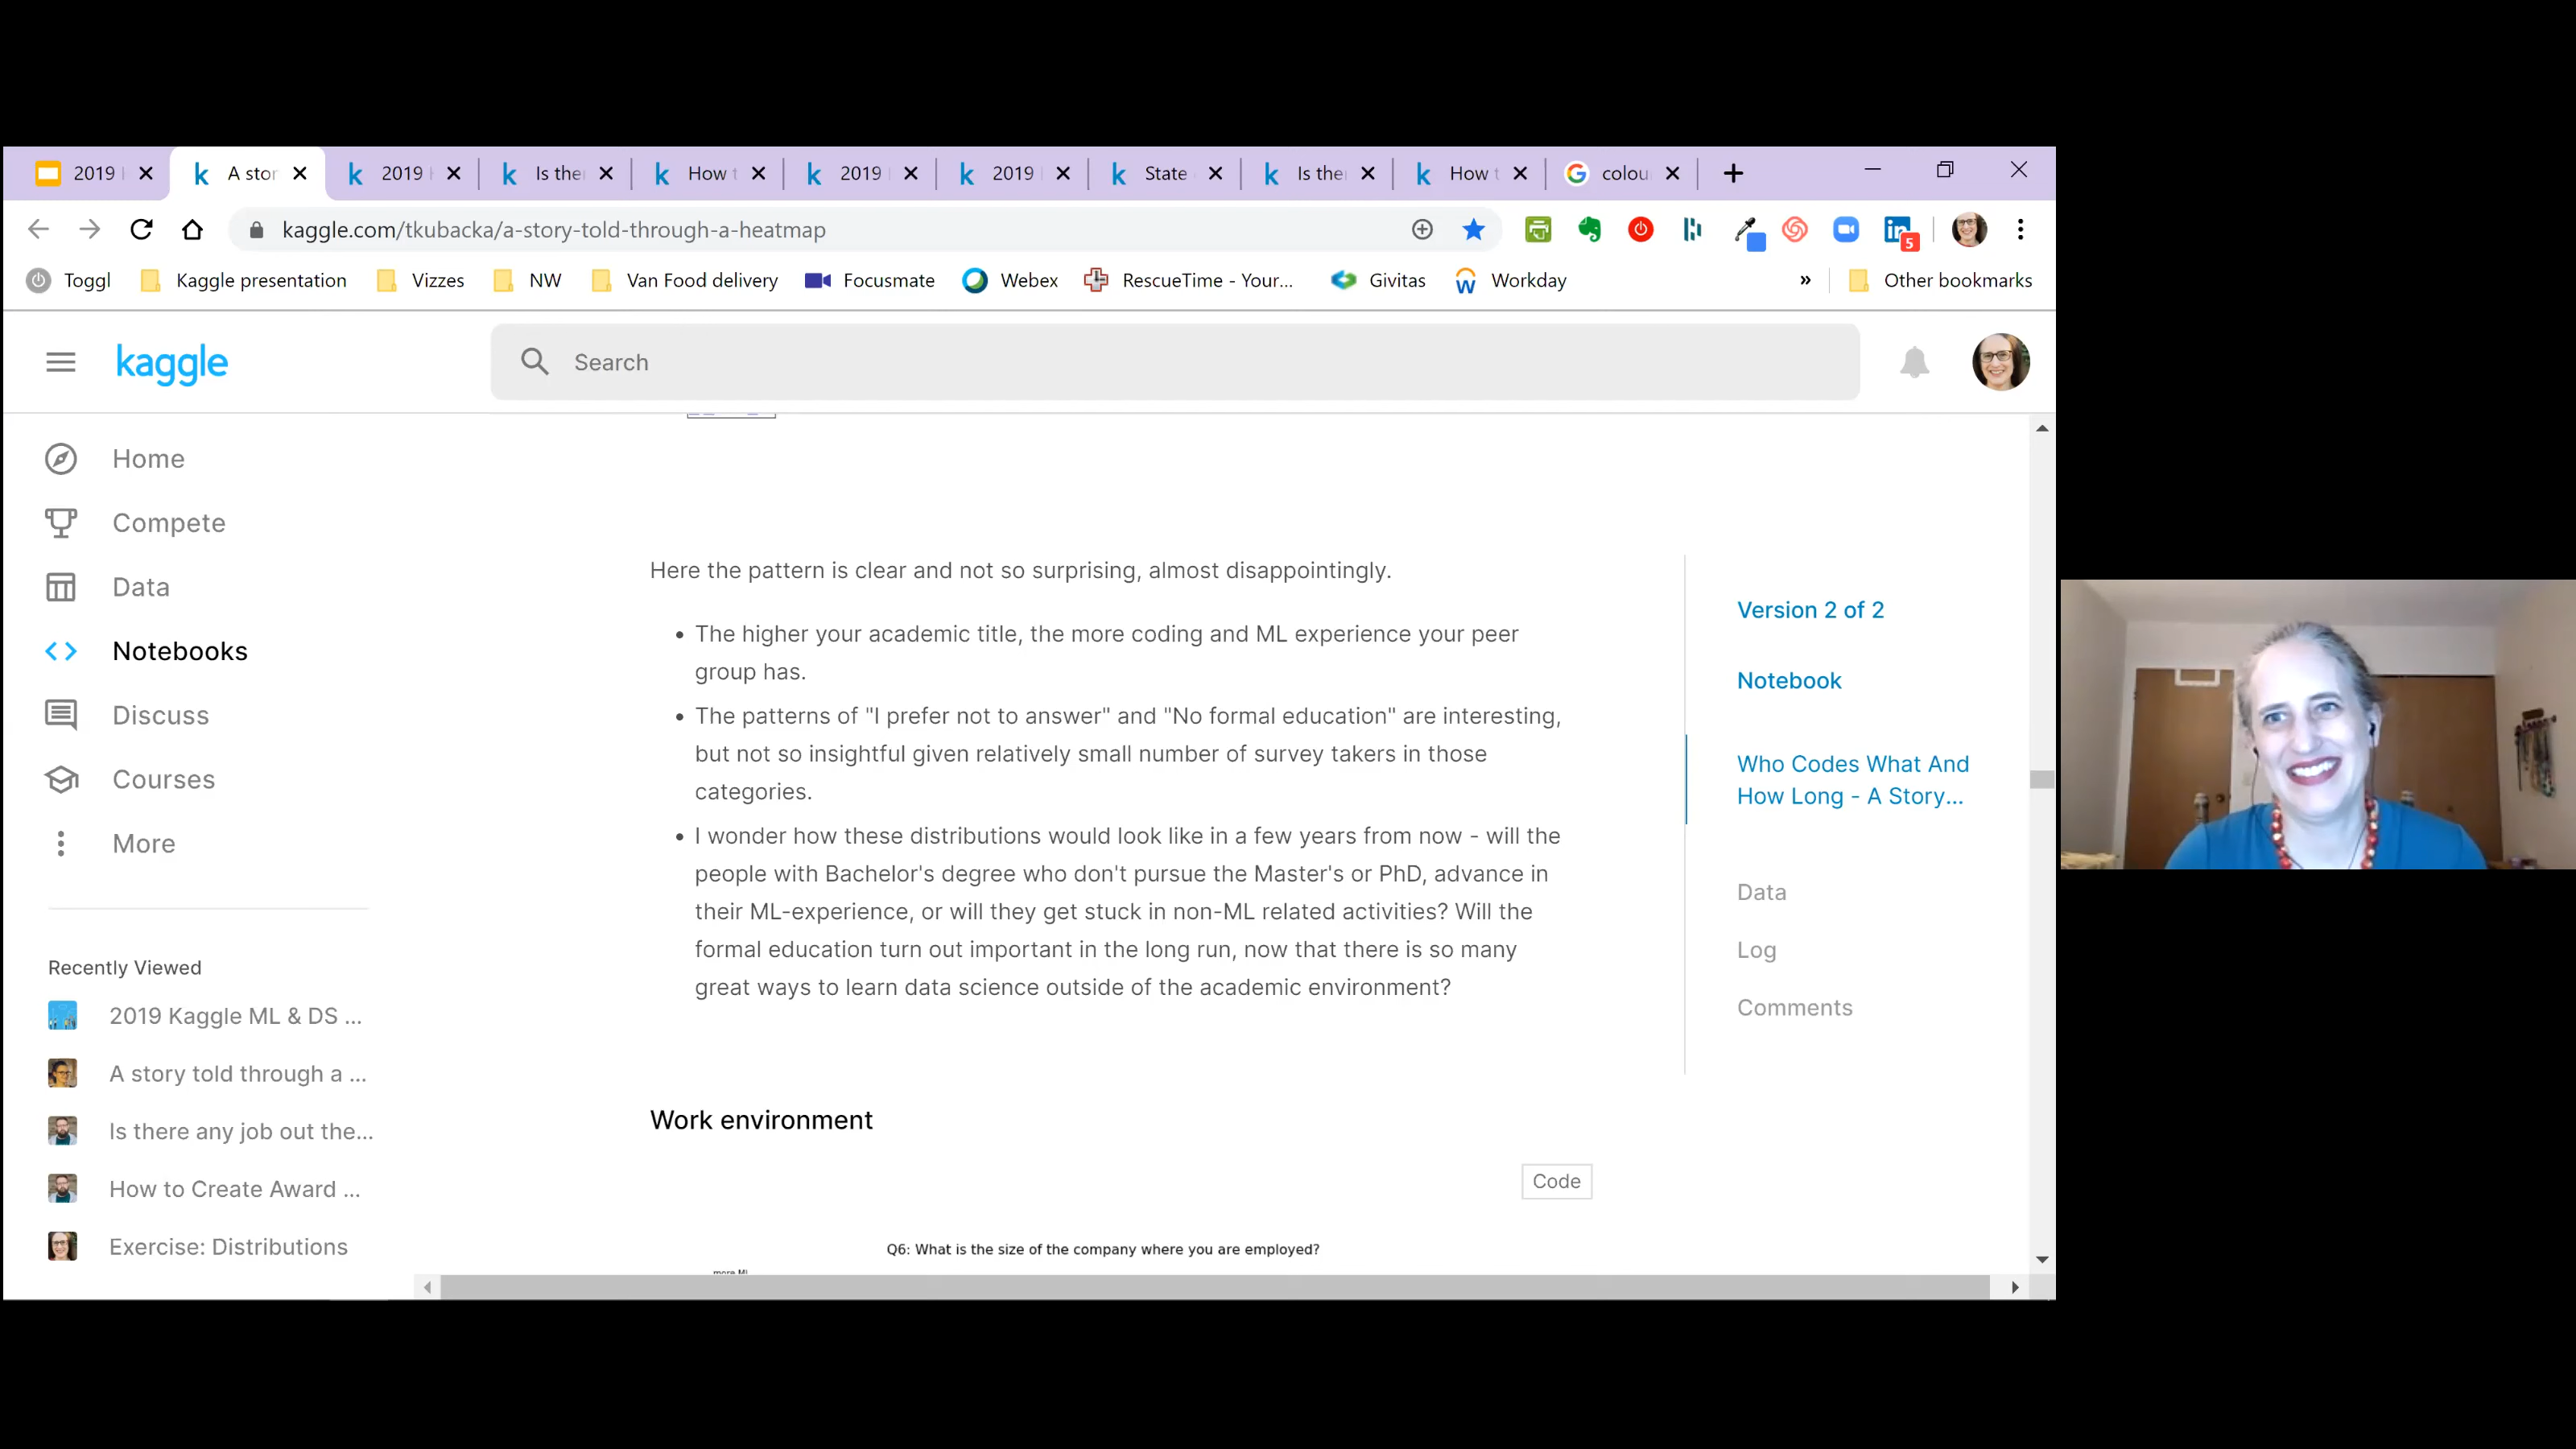 2019
A stor
2019
Is the
How t
2019
2019
State
Is the
How t
colou
kaggle.com/tkubacka/a-story-told-through-a-heatmap
5
Toggl
Kaggle presentation
Vizzes
NW
Van Food delivery
Focusmate
Webex
RescueTime - Your...
Givitas
Workday
»
Other bookmarks
kaggle
Search
Home
Compete
Data
Notebooks
Discuss
Courses
More
Recently Viewed
2019 Kaggle ML & DS ...
A story told through a ...
Is there any job out the...
How to Create Award ...
Exercise: Distributions
Here the pattern is clear and not so surprising, almost disappointingly.
• The higher your academic title, the more coding and ML experience your peer
group has.
• The patterns of "I prefer not to answer" and "No formal education" are interesting,
but not so insightful given relatively small number of survey takers in those
categories.
• I wonder how these distributions would look like in a few years from now - will the
people with Bachelor's degree who don't pursue the Master's or PhD, advance in
their ML-experience, or will they get stuck in non-ML related activities? Will the
formal education turn out important in the long run, now that there is so many
great ways to learn data science outside of the academic environment?
Work environment
Code
Q6: What is the size of the company where you are employed?
more ML
Version 2 of 2
Notebook
Who Codes What And
How Long - A Story...
Data
Log
Comments